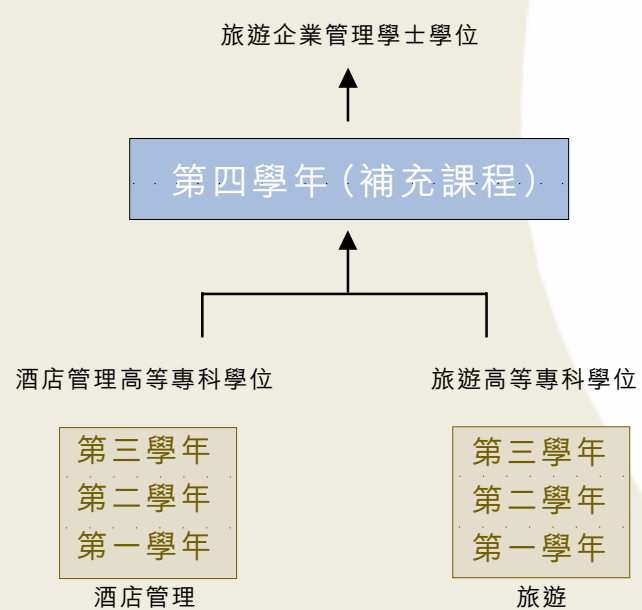 旅遊企業管理學士學位
第四學年(補充課程)
酒店管理高等專科學位
旅遊高等專科學位
第三學年
第二學年
第一學年
酒店管理
第三學年
第二學年
第一學年
旅遊